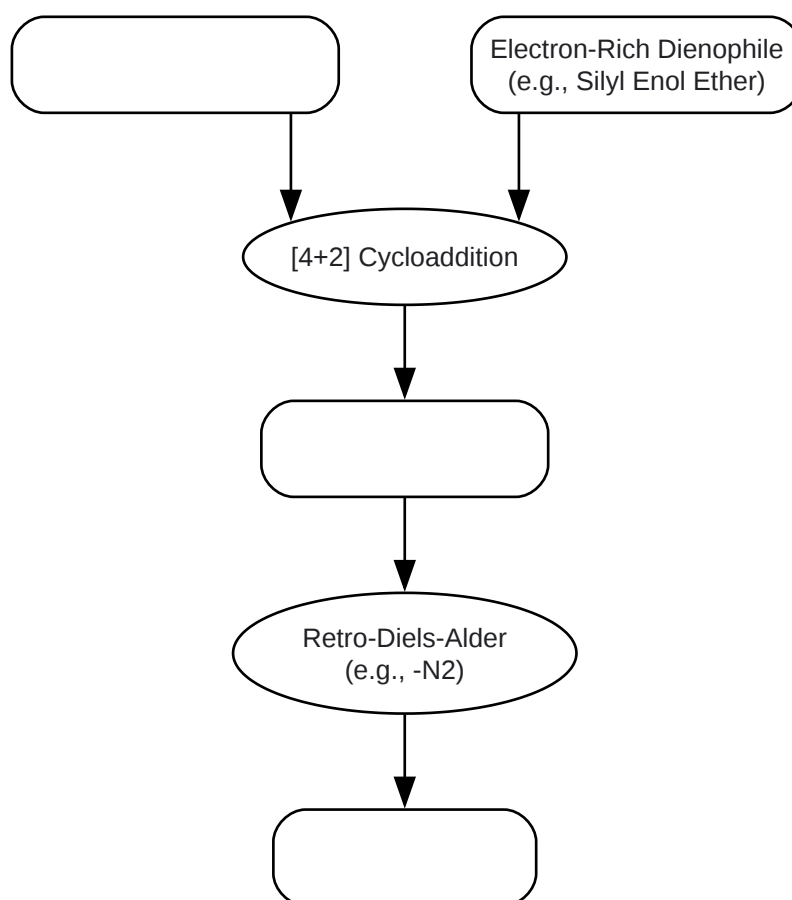 Electron-Rich Dienophile
(e.g., Silyl Enol Ether)
[4+2] Cycloaddition
Retro-Diels-Alder
(e.g., -N2)